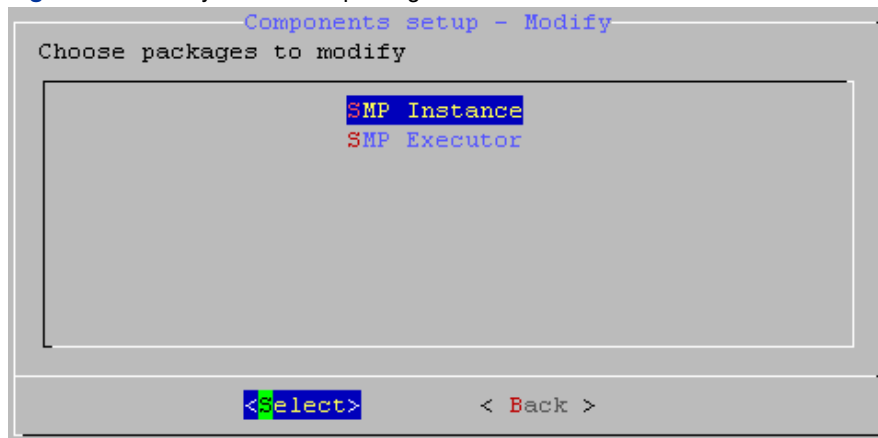 Components setup - Modify
Choose packages to modify
SMP Instance
SMP Executor
<Select> < Back >